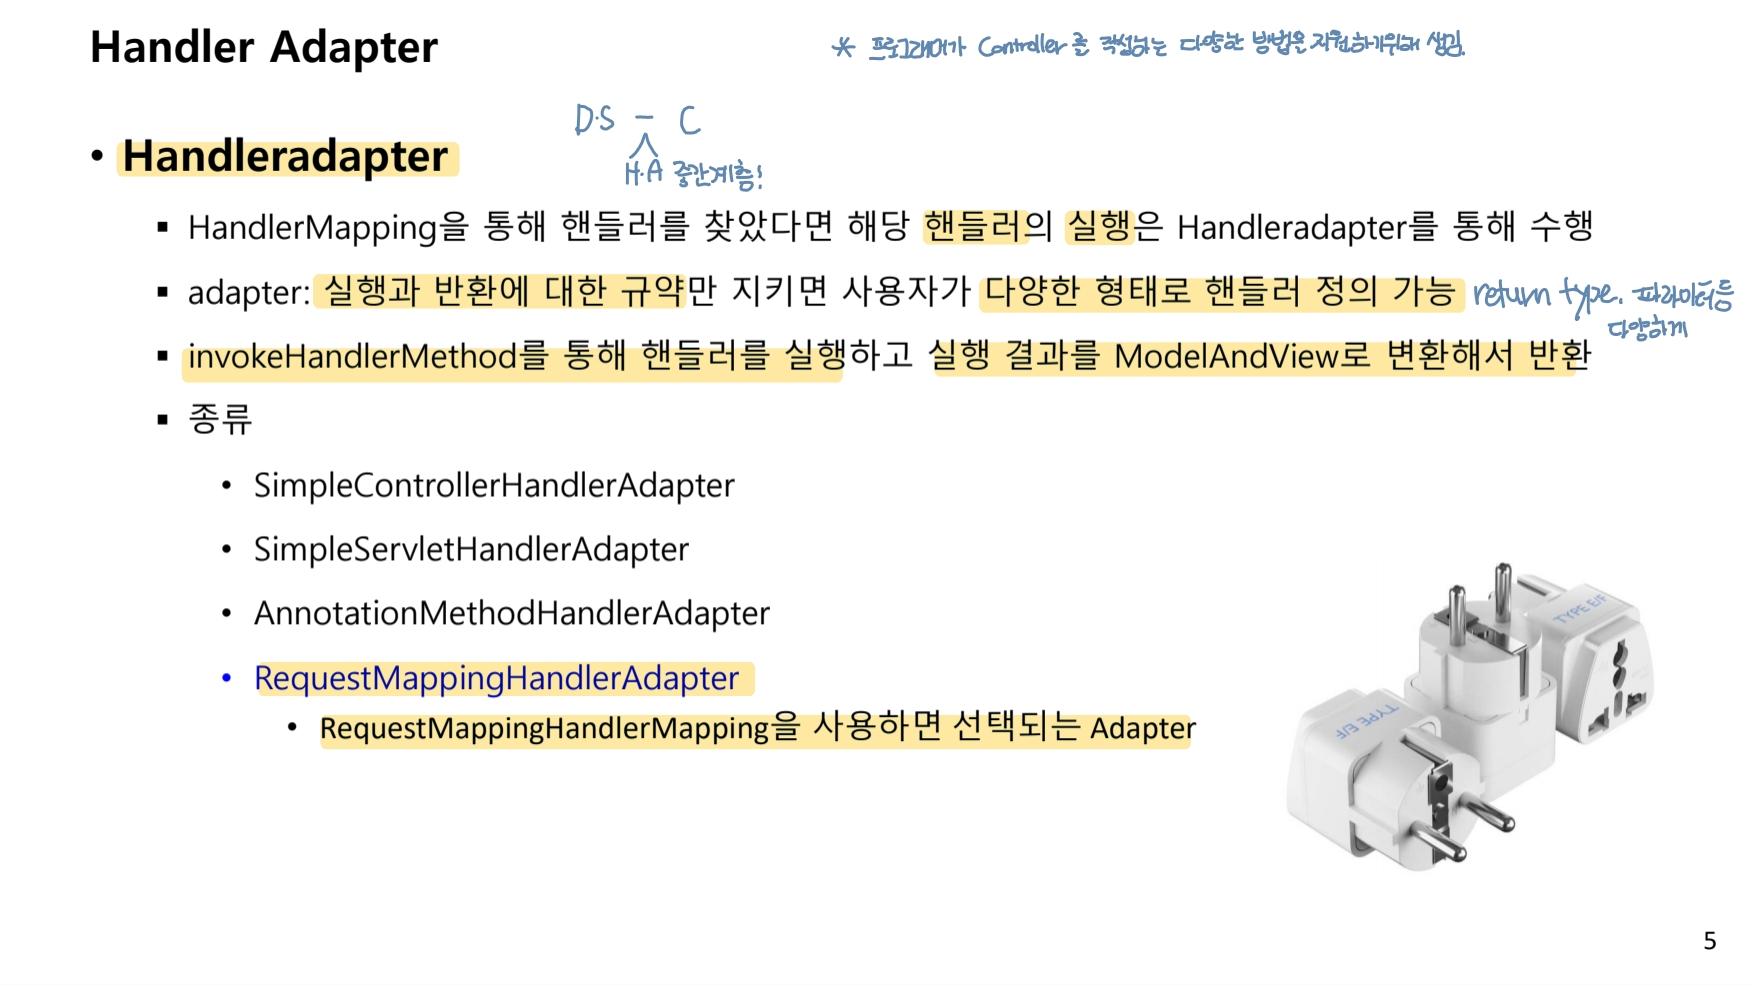 Handler Adapter
* 프로그래머가 Controller를 작성하는 다양한 방법을 지원하기위해 생김.
D.S - C
H.A 중간계층!
• Handleradapter
▪ HandlerMapping을 통해 핸들러를 찾았다면 해당 핸들러의 실행은 Handleradapter를 통해 수행
▪ adapter: 실행과 반환에 대한 규약만 지키면 사용자가 다양한 형태로 핸들러 정의 가능 return type. 파라미터등
다양하게
▪ invokeHandlerMethod를 통해 핸들러를 실행하고 실행 결과를 ModelAndView로 변환해서 반환
▪ 종류
• SimpleControllerHandlerAdapter
• SimpleServletHandlerAdapter
• AnnotationMethodHandlerAdapter
• RequestMappingHandlerAdapter
• RequestMappingHandlerMapping을 사용하면 선택되는 Adapter
TYPE E/F
TYPE E/F
5